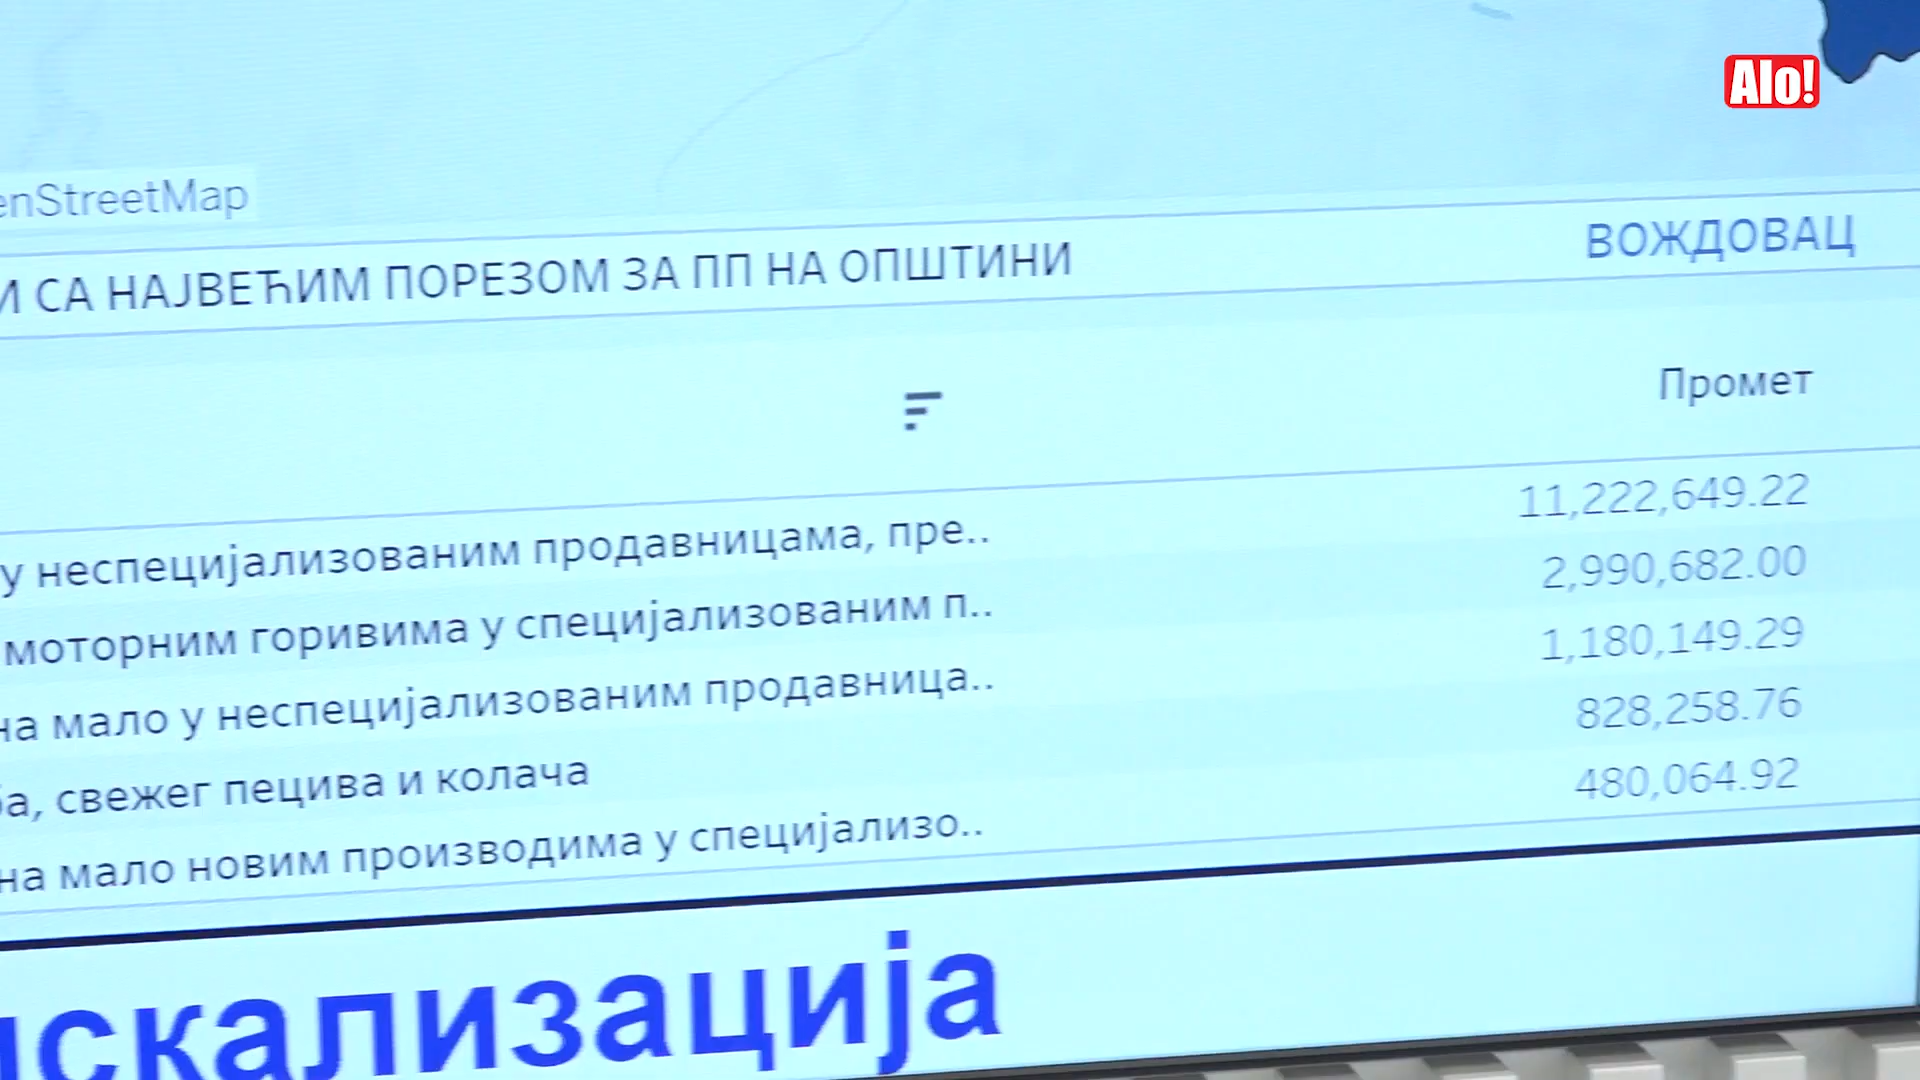 Alo!
enStreetMap
И СА НАЈВЕЋИМ ПОРЕЗОМ ЗА ПП НА ОПШТИНИ ВОЖДОВАЦ
Промет
у неспецијализованим продавницама, пре.. 11,222,649.22
моторним горивима у специјализованим п.. 2,990,682.00
на мало у неспецијализованим продавница.. 1,180,149.29
ба, свежег пецива и колача 828,258.76
на мало новим производима у специјализо.. 480,064.92
искализација